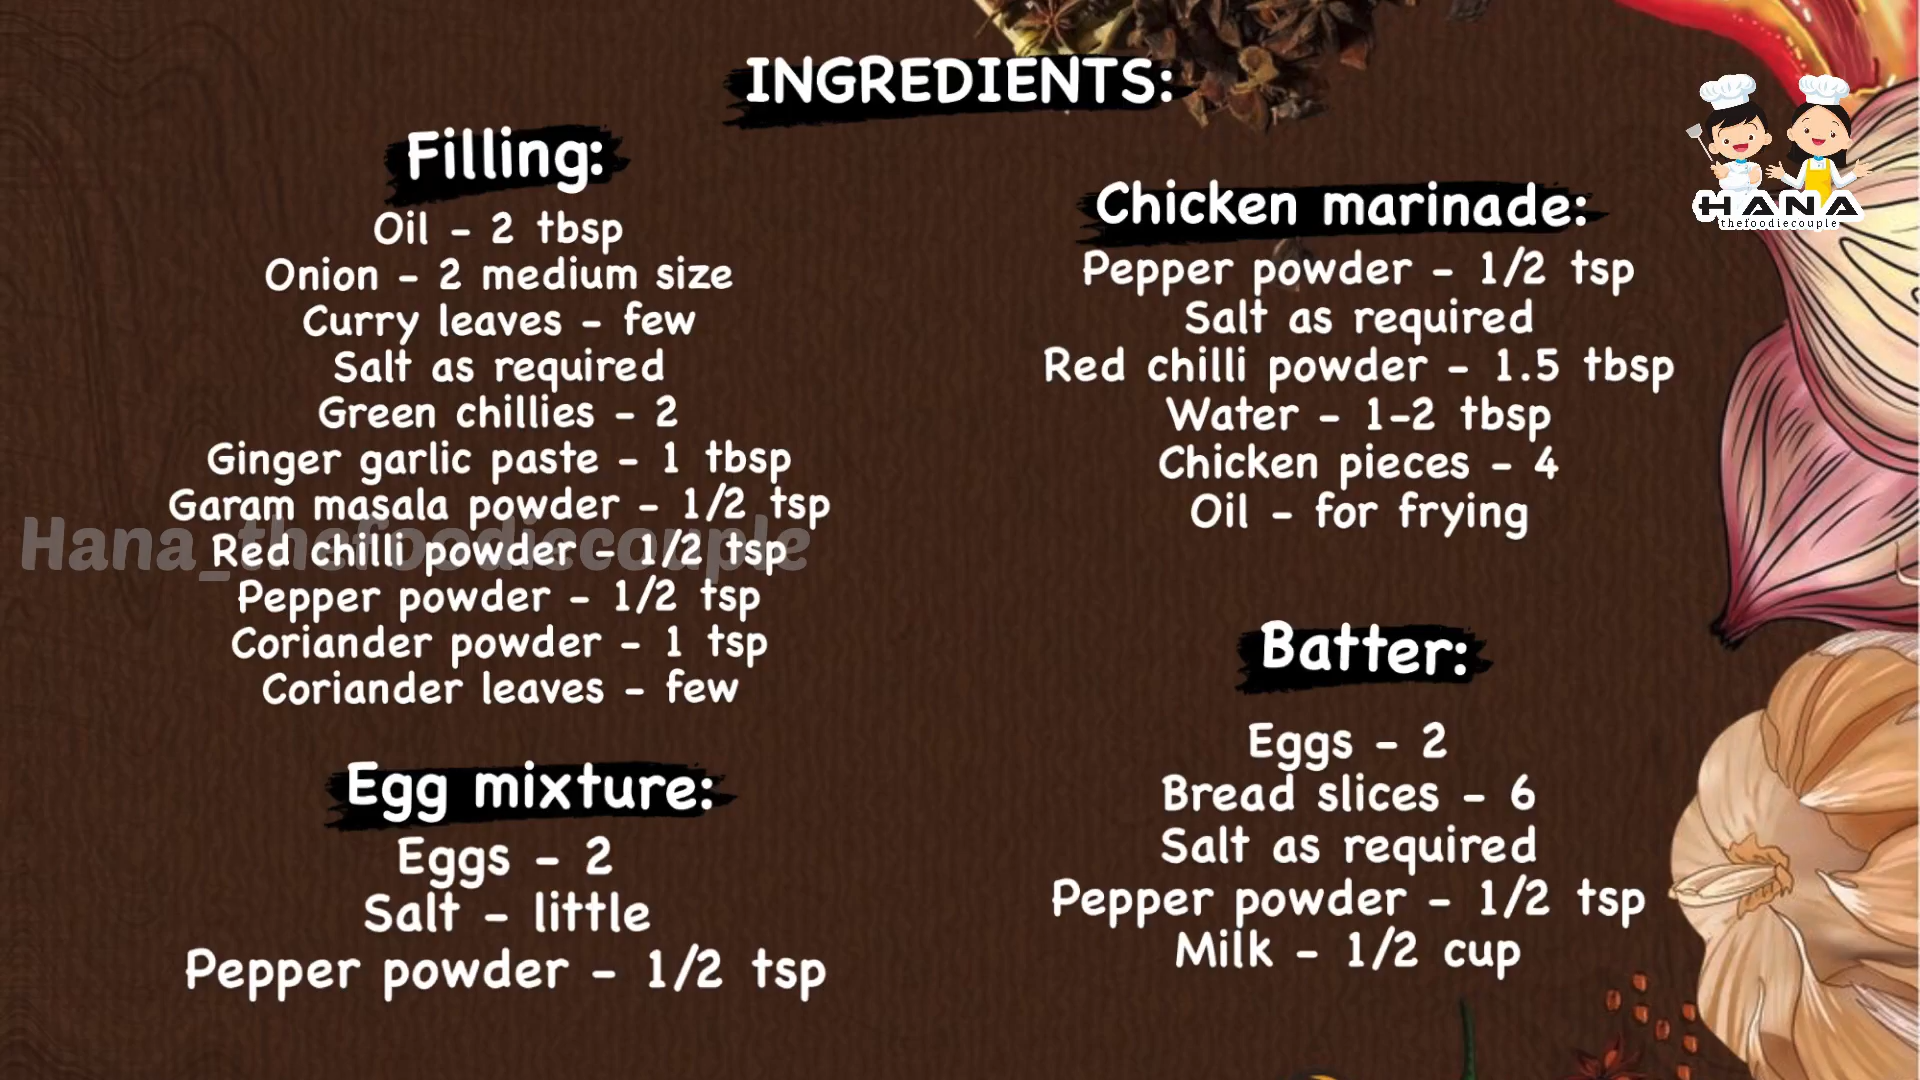 INGREDIENTS:
Filling:
Oil - 2 tbsp
Onion - 2 medium size
Curry leaves - few
Salt as required
Green chillies - 2
Ginger garlic paste - 1 tbsp
Garam masala powder - 1/2 tsp
Red chilli powder - 1/2 tsp
Pepper powder - 1/2 tsp
Coriander powder - 1 tsp
Coriander leaves - few
Egg mixture:
Eggs - 2
Salt - little
Pepper powder - 1/2 tsp
Chicken marinade:
Pepper powder - 1/2 tsp
Salt as required
Red chilli powder - 1.5 tbsp
Water - 1-2 tbsp
Chicken pieces - 4
Oil - for frying
Batter:
Eggs - 2
Bread slices - 6
Salt as required
Pepper powder - 1/2 tsp
Milk - 1/2 cup
HANA
thefoodiecouple
Hana_thefoodiecouple